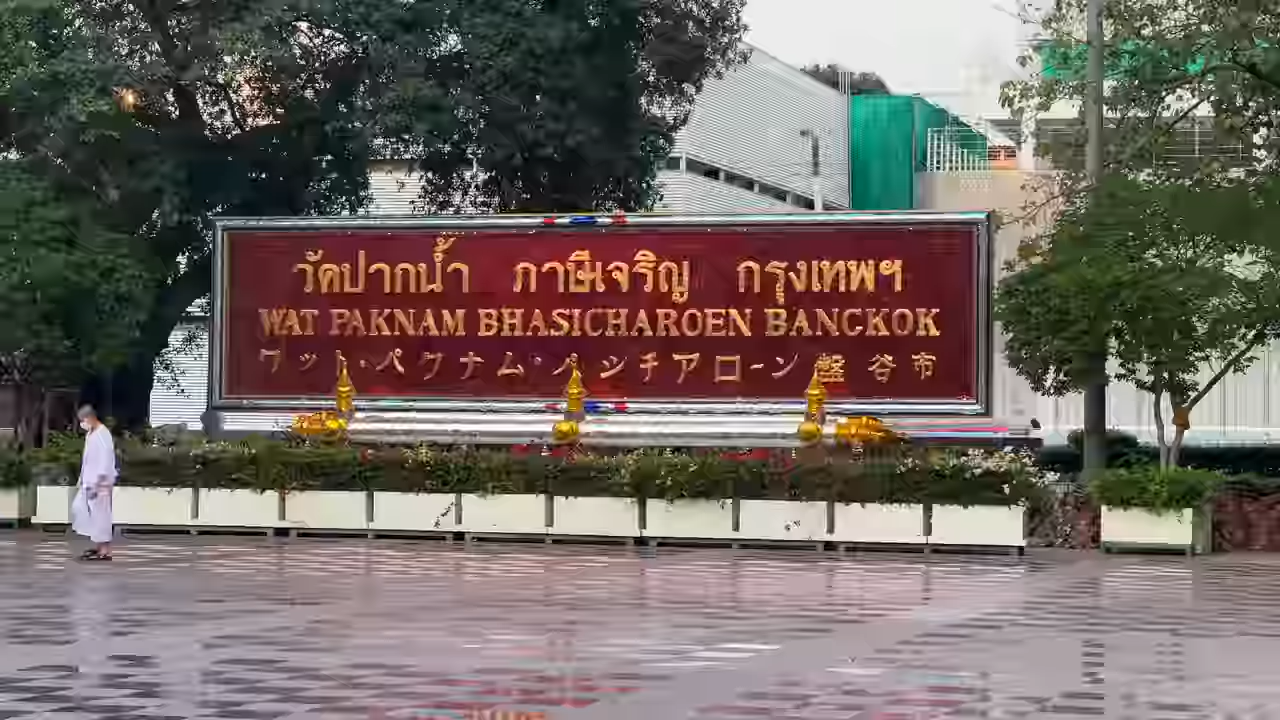 วัดปากน้ำ ภาษีเจริญ กรุงเทพฯ
WAT PAKNAM BHASICHAROEN BANGKOK
ワット・パクナム・パシチアローン 盤谷市